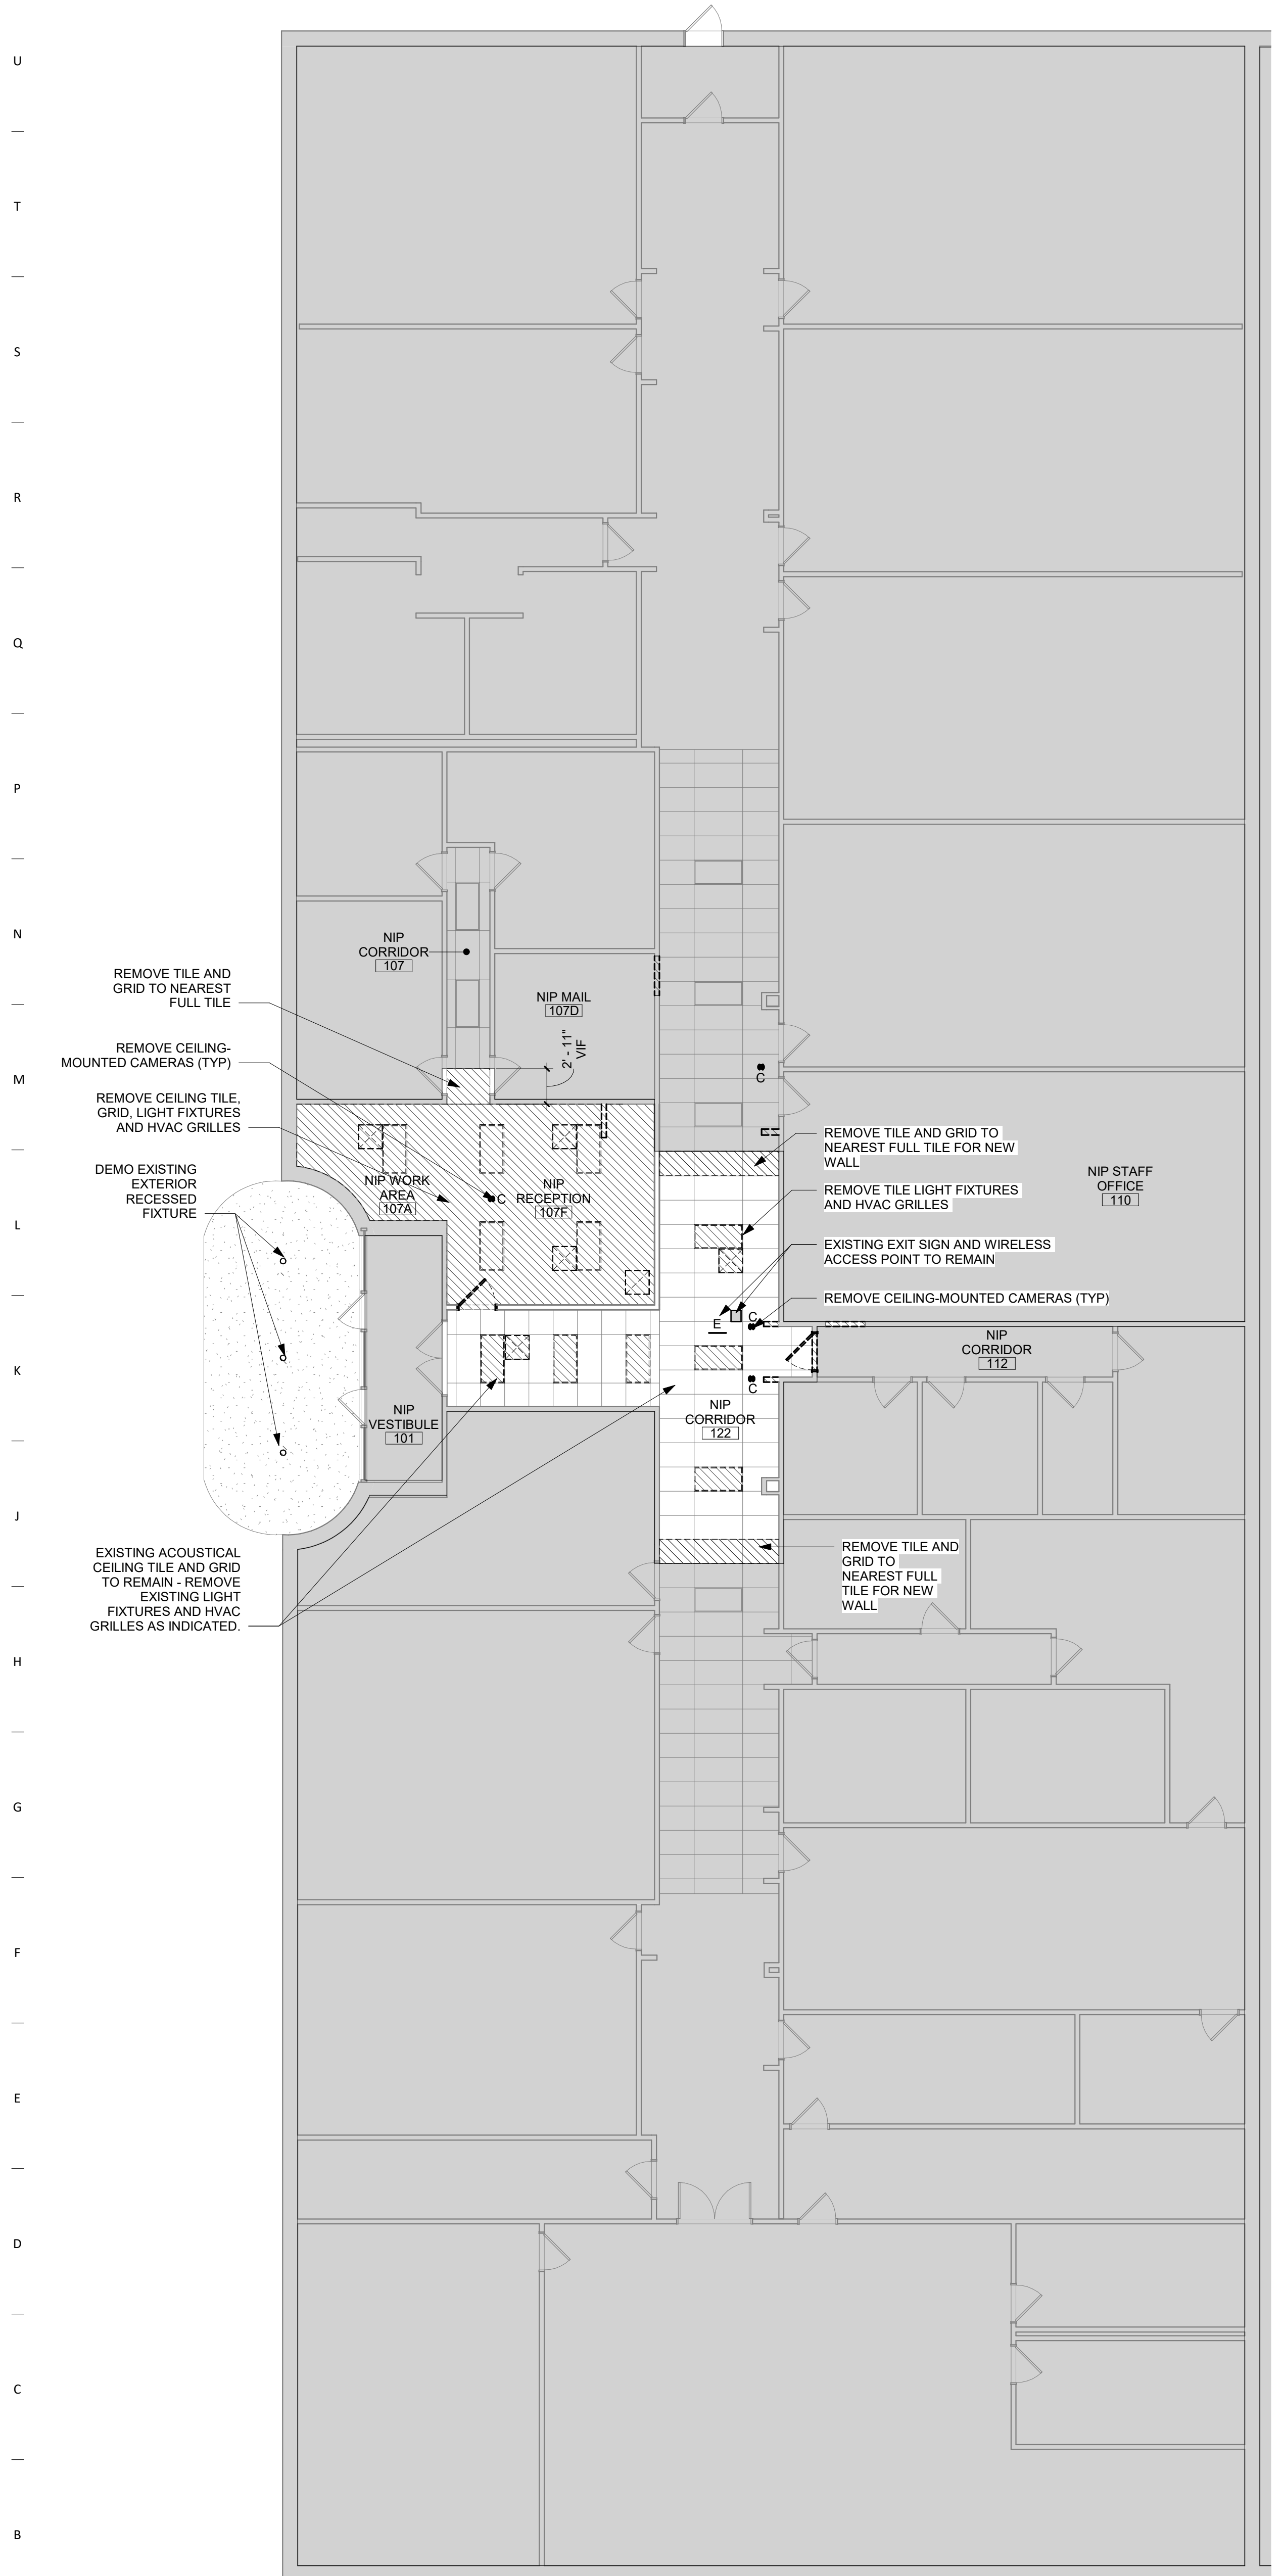 U
T
S
R
Q
P
N
M
L
K
J
H
G
F
E
D
C
B
NIP
CORRIDOR
107
REMOVE TILE AND
GRID TO NEAREST
FULL TILE
NIP MAIL
107D
2' - 11"
VIF
REMOVE CEILING-
MOUNTED CAMERAS (TYP)
C
REMOVE CEILING TILE,
GRID, LIGHT FIXTURES
AND HVAC GRILLES
REMOVE TILE AND GRID TO
NEAREST FULL TILE FOR NEW
WALL
DEMO EXISTING
EXTERIOR
RECESSED
FIXTURE
NIP WORK
AREA
107A
C
NIP
RECEPTION
107F
REMOVE TILE LIGHT FIXTURES
AND HVAC GRILLES
NIP STAFF
OFFICE
110
EXISTING EXIT SIGN AND WIRELESS
ACCESS POINT TO REMAIN
REMOVE CEILING-MOUNTED CAMERAS (TYP)
C
E
NIP
CORRIDOR
112
C
NIP
CORRIDOR
122
NIP
VESTIBULE
101
EXISTING ACOUSTICAL
CEILING TILE AND GRID
TO REMAIN - REMOVE
EXISTING LIGHT
FIXTURES AND HVAC
GRILLES AS INDICATED.
REMOVE TILE AND
GRID TO
NEAREST FULL
TILE FOR NEW
WALL